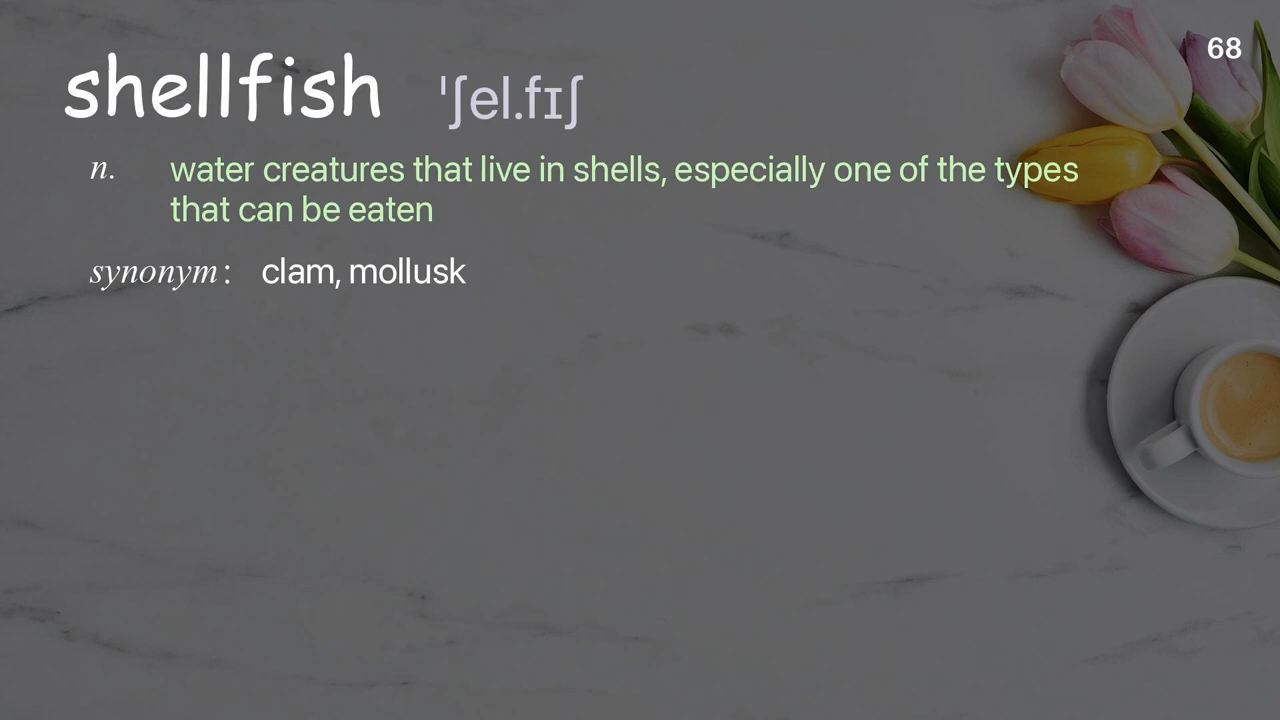 68
shellfish ˈʃel.fɪʃ
n. water creatures that live in shells, especially one of the types
that can be eaten
synonym: clam, mollusk